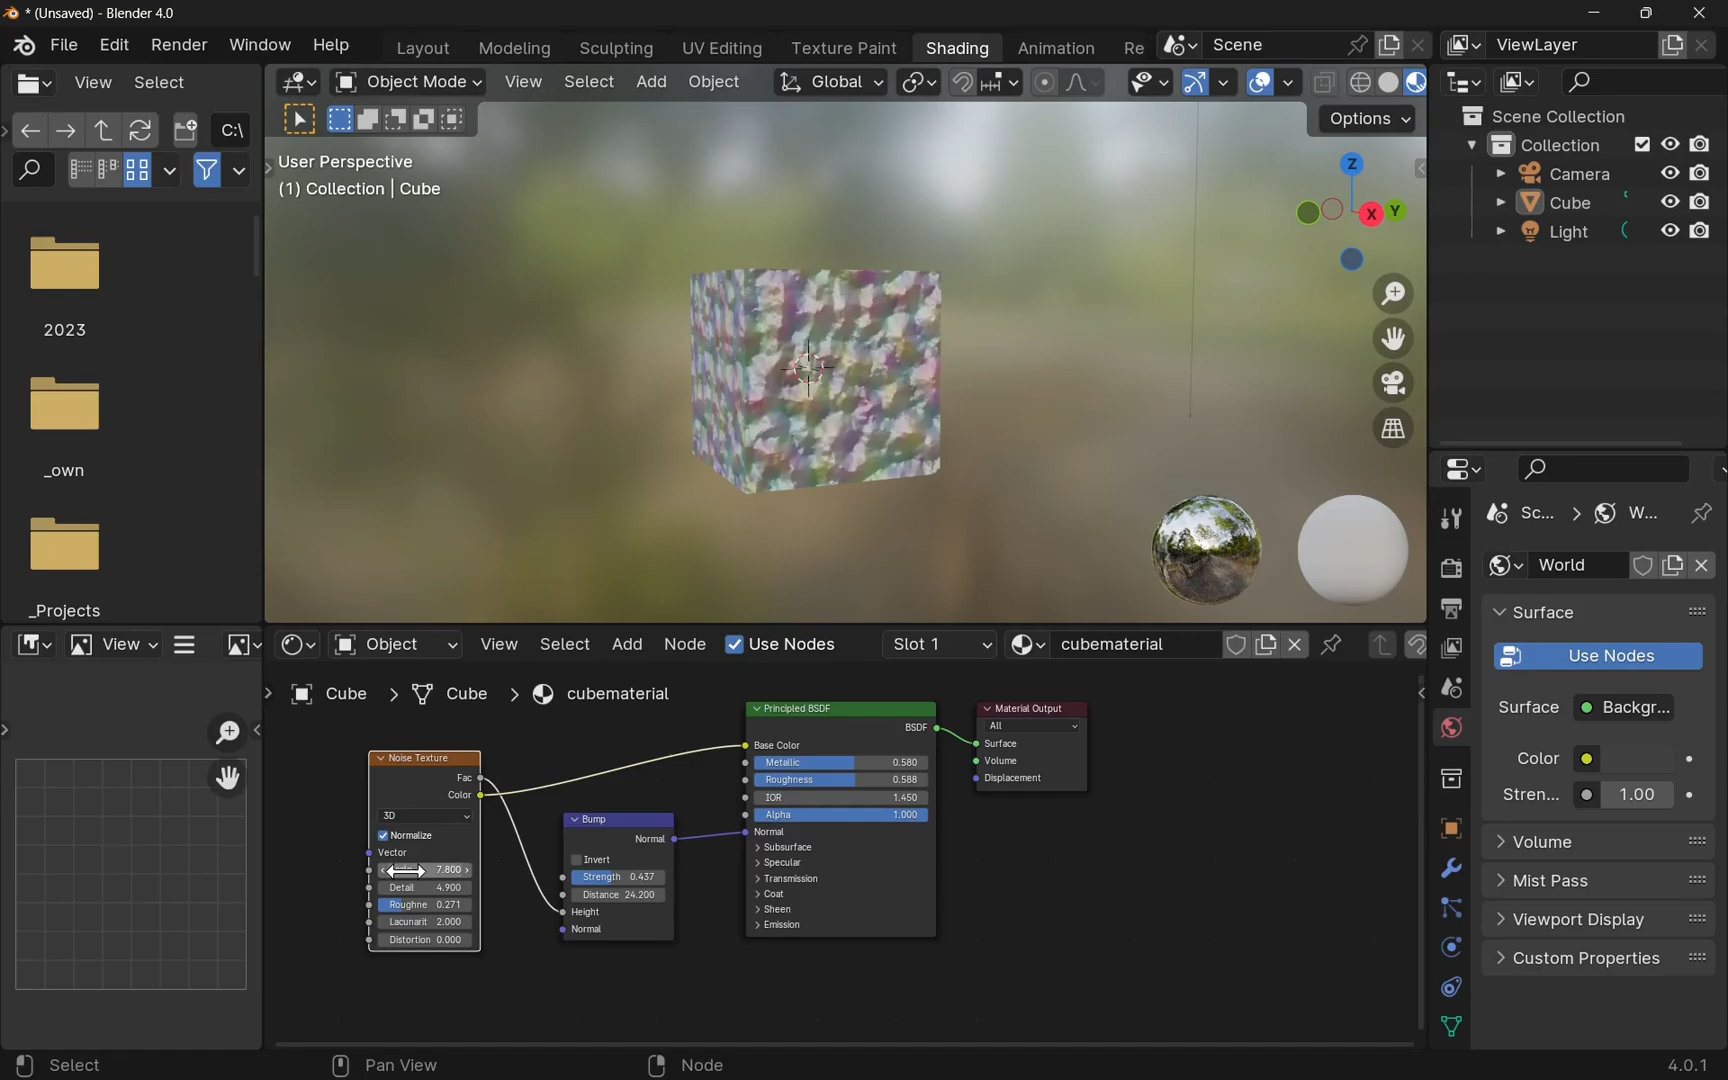 * (Unsaved) - Blender 4.0
File Edit Render Window Help
Layout Modeling Sculpting UV Editing Texture Paint Shading Animation Re
Scene
ViewLayer
View Select
Object Mode View Select Add Object Global
C:\
Options
User Perspective
(1) Collection | Cube
Z
X
Y
2023
_own
_Projects
Scene Collection
Collection
Camera
Cube
Light
Sc... > W...
World
Surface
Use Nodes
Surface Backgr...
Color
Stren... 1.00
Volume
Mist Pass
Viewport Display
Custom Properties
View
Object View Select Add Node Use Nodes Slot 1 cubematerial
Cube > Cube > cubematerial
Noise Texture
Fac
Color
3D
Normalize
Vector
7.800
Detail 4.900
Roughne 0.271
Lacunarit 2.000
Distortion 0.000
Bump
Normal
Invert
Strength 0.437
Distance 24.200
Height
Normal
Principled BSDF
BSDF
Base Color
Metallic 0.580
Roughness 0.588
IOR 1.450
Alpha 1.000
Normal
Subsurface
Specular
Transmission
Coat
Sheen
Emission
Material Output
All
Surface
Volume
Displacement
Select Pan View Node 4.0.1